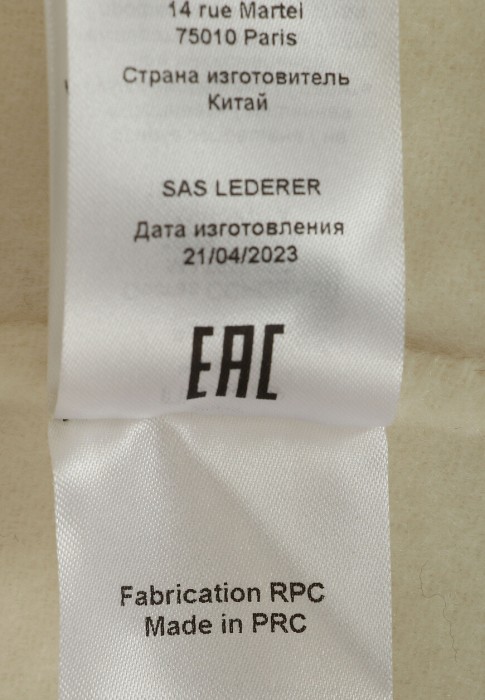 14 rue Martel
75010 Paris
Страна изготовитель
Китай
SAS LEDERER
Дата изготовления
21/04/2023
EAC
Fabrication RPC
Made in PRC